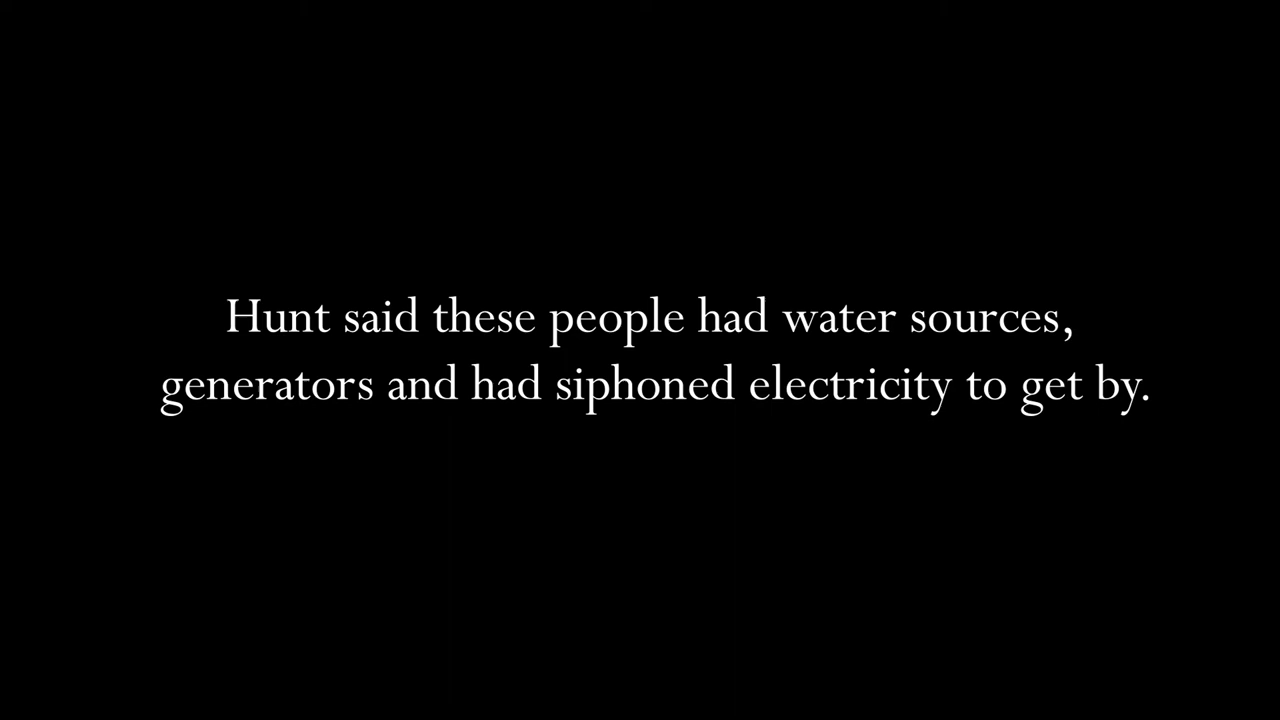 Hunt said these people had water sources,
generators and had siphoned electricity to get by.